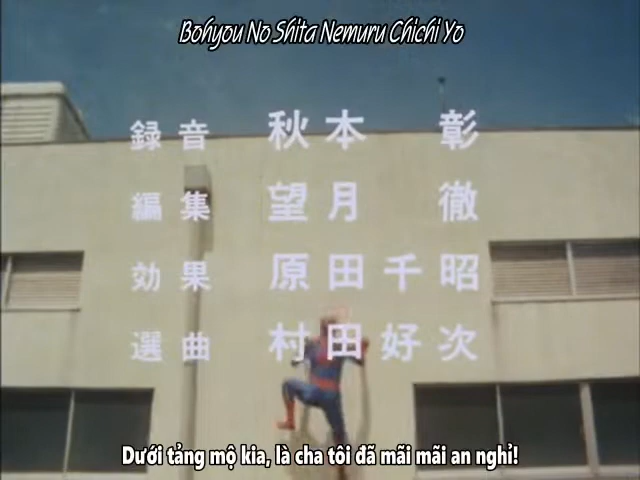 Bohyou No Shita Nemuru Chichi Yo
録音 秋本 彰
編集 望月 徹
効果 原田千昭
選曲 村田好次
Dưới tảng mộ kia, là cha tôi đã mãi mãi an nghỉ!